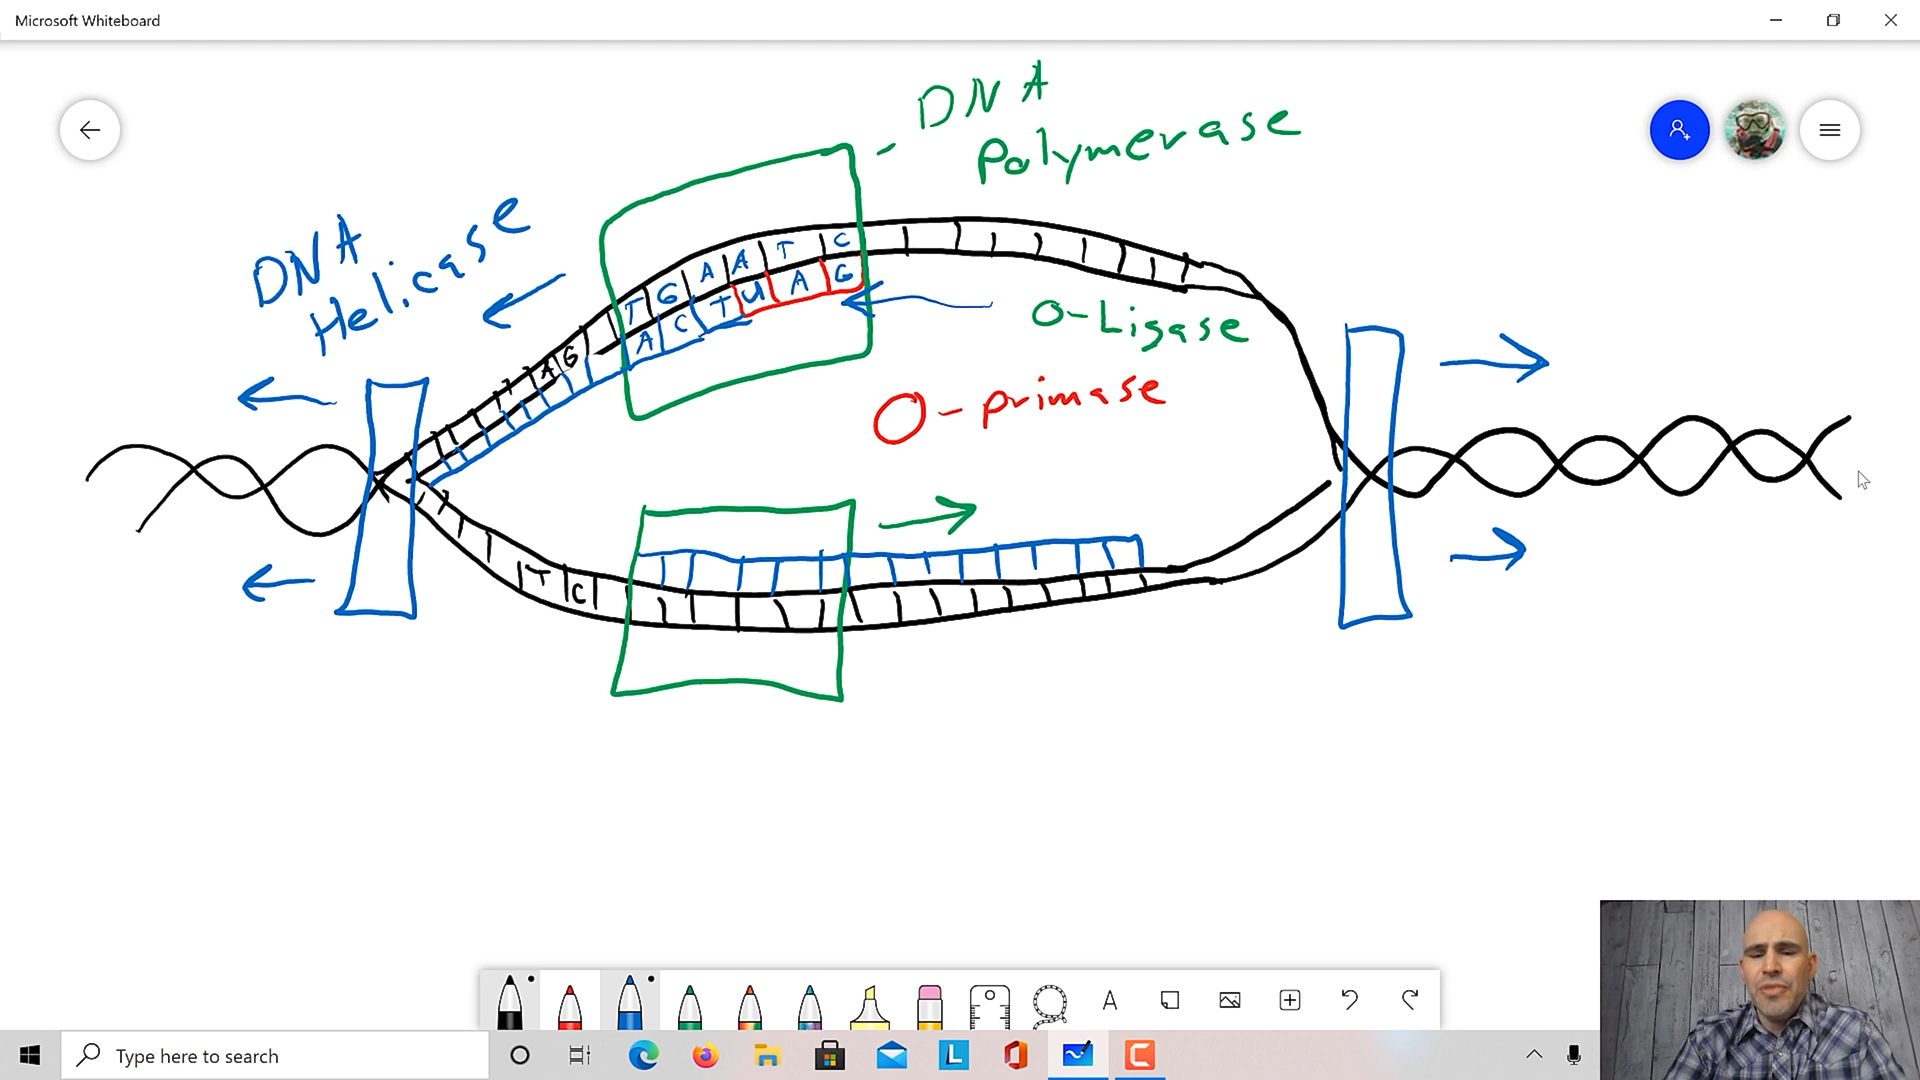 Microsoft Whiteboard
DNA
Polymerase
DNA
Helicase
T G A A T C
A C T U A G
A G
O-Ligase
O-primase
T C
A
Type here to search
L